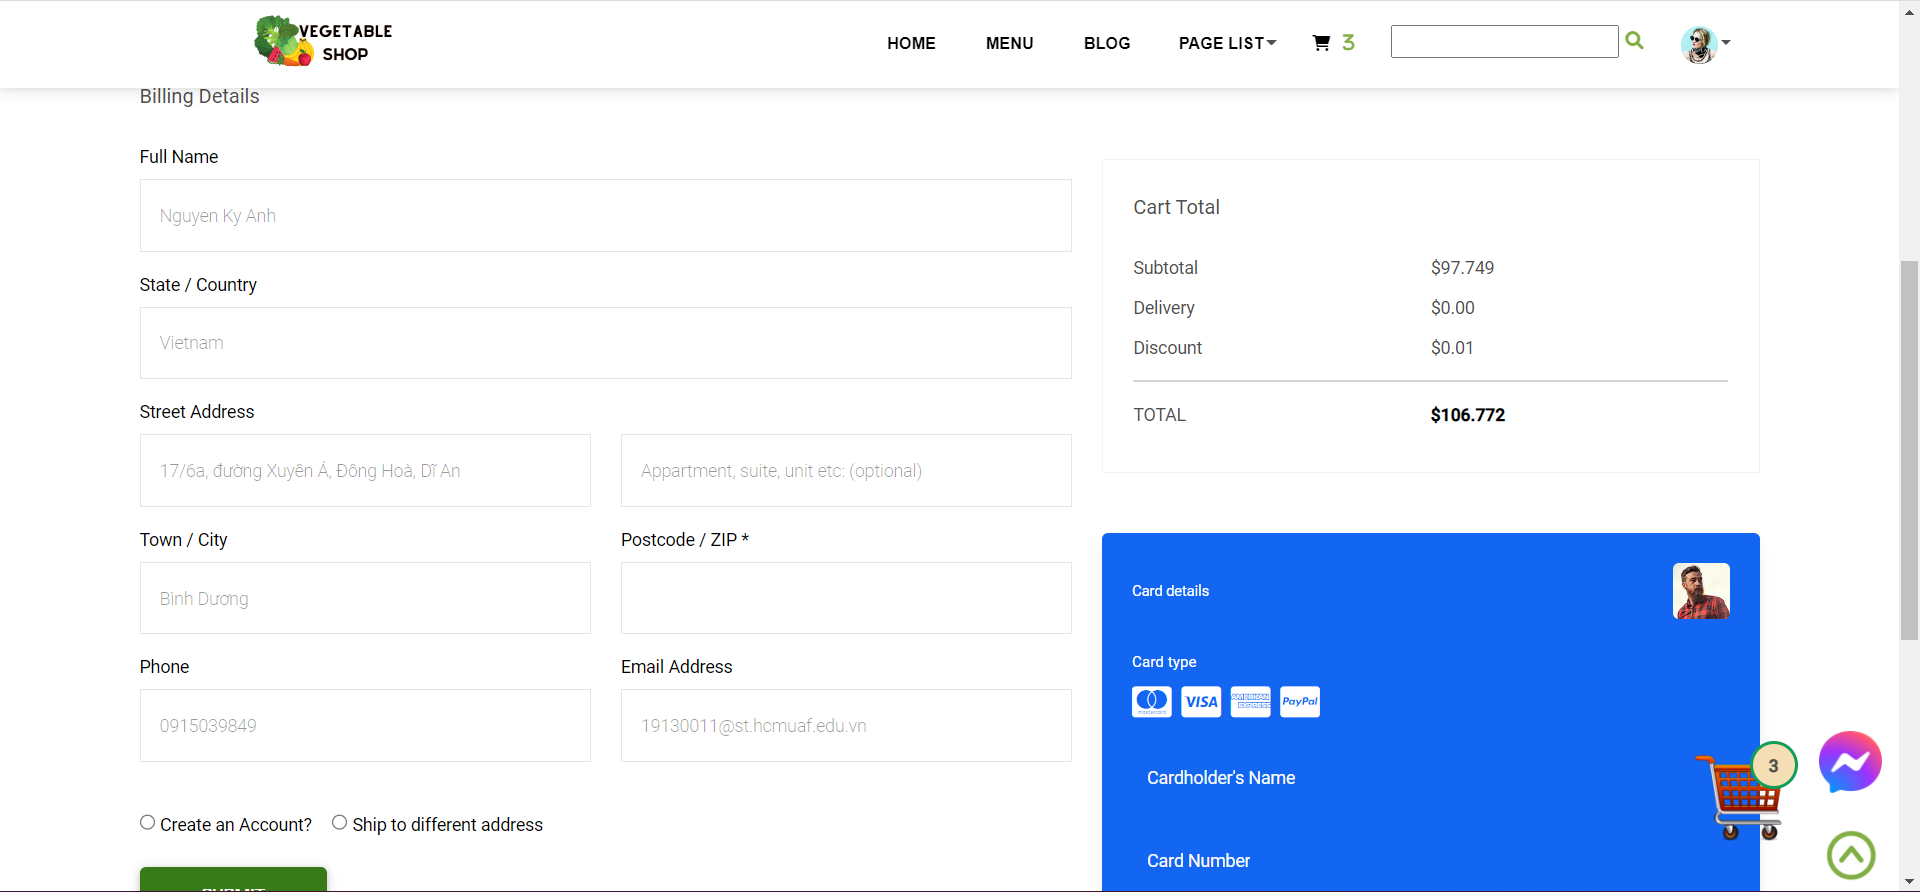 VEGETABLE
SHOP
HOME
MENU
BLOG
PAGE LIST
3
Billing Details
Full Name
Nguyen Ky Anh
State / Country
Vietnam
Street Address
17/6a, đường Xuyên Á, Đông Hoà, Dĩ An
Appartment, suite, unit etc: (optional)
Town / City
Postcode / ZIP *
Bình Dương
Phone
Email Address
0915039849
19130011@st.hcmuaf.edu.vn
Create an Account?
Ship to different address
SUBMIT
Cart Total
Subtotal $97.749
Delivery $0.00
Discount $0.01
TOTAL $106.772
Card details
Card type
mastercard
VISA
AMERICAN
EXPRESS
PayPal
Cardholder's Name
Card Number
3